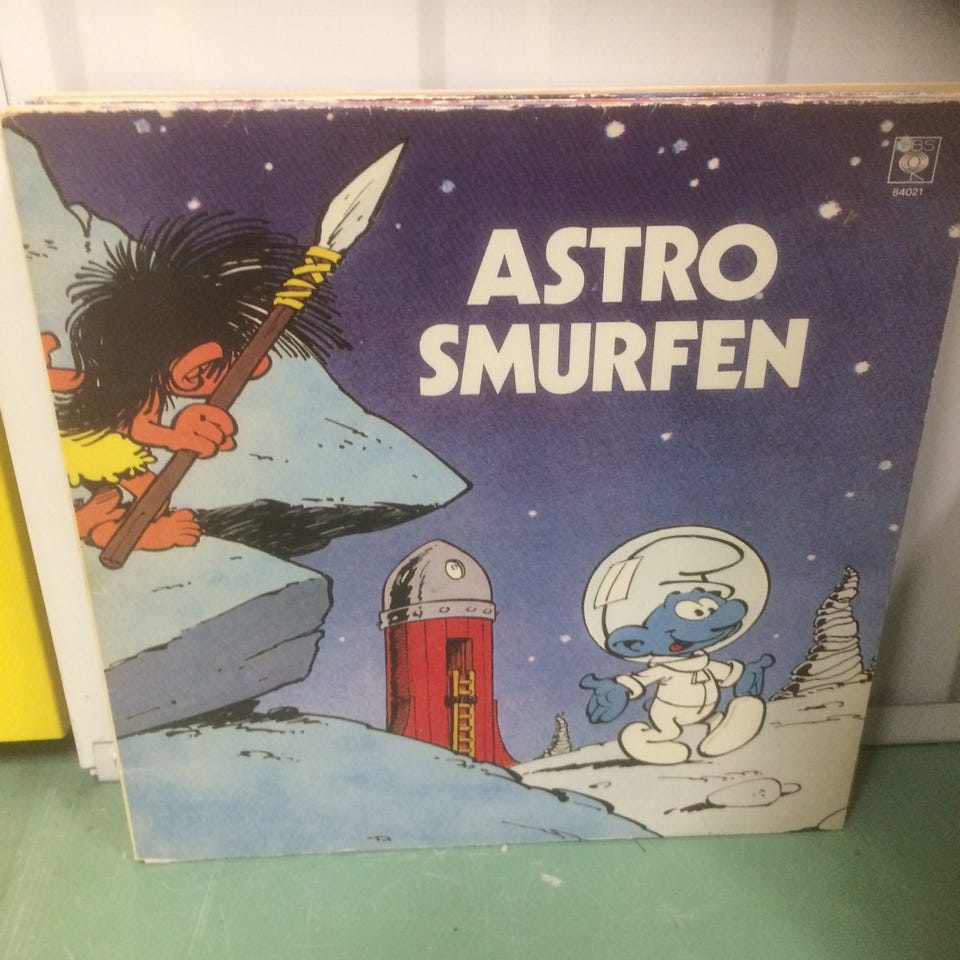 CBS
84021
ASTRO
SMURFEN